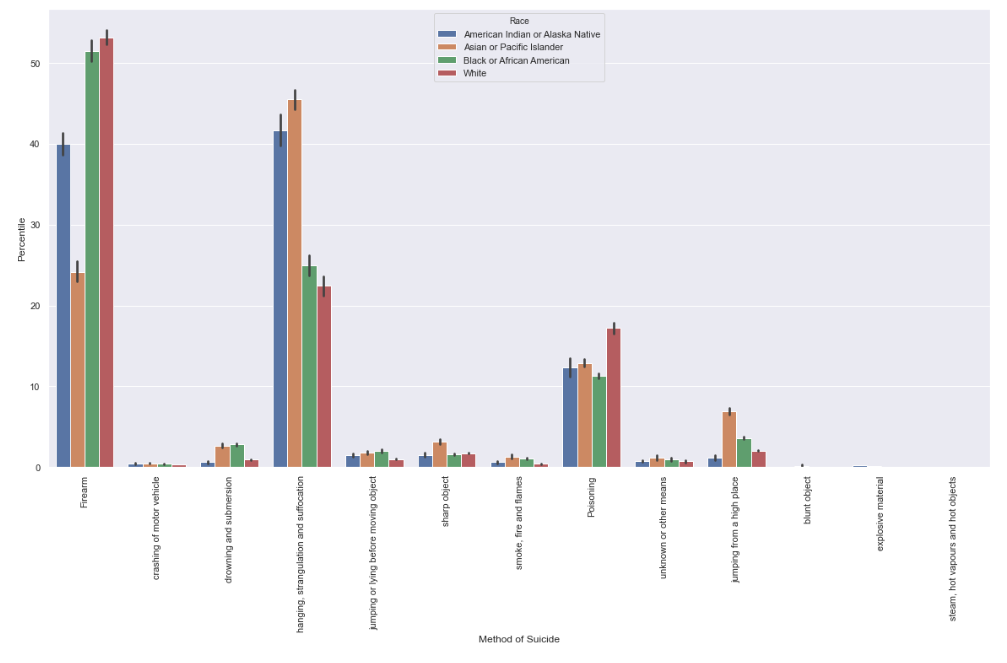 Race
American Indian or Alaska Native
Asian or Pacific Islander
Black or African American
White
Percentile
50
40
30
20
10
0
Firearm
crashing of motor vehicle
drowning and submersion
hanging, strangulation and suffocation
jumping or lying before moving object
sharp object
smoke, fire and flames
Poisoning
unknown or other means
jumping from a high place
blunt object
explosive material
steam, hot vapours and hot objects
Method of Suicide